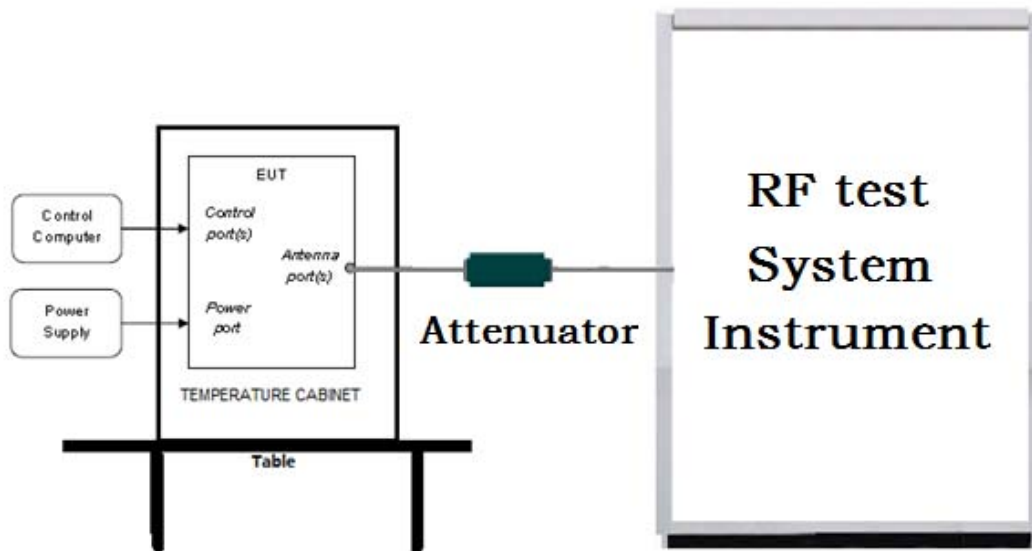 Control
Computer
Power
Supply
EUT
Control
port(s)
Antenna
port(s)
Power
port
TEMPERATURE CABINET
Table
Attenuator
RF test
System
Instrument